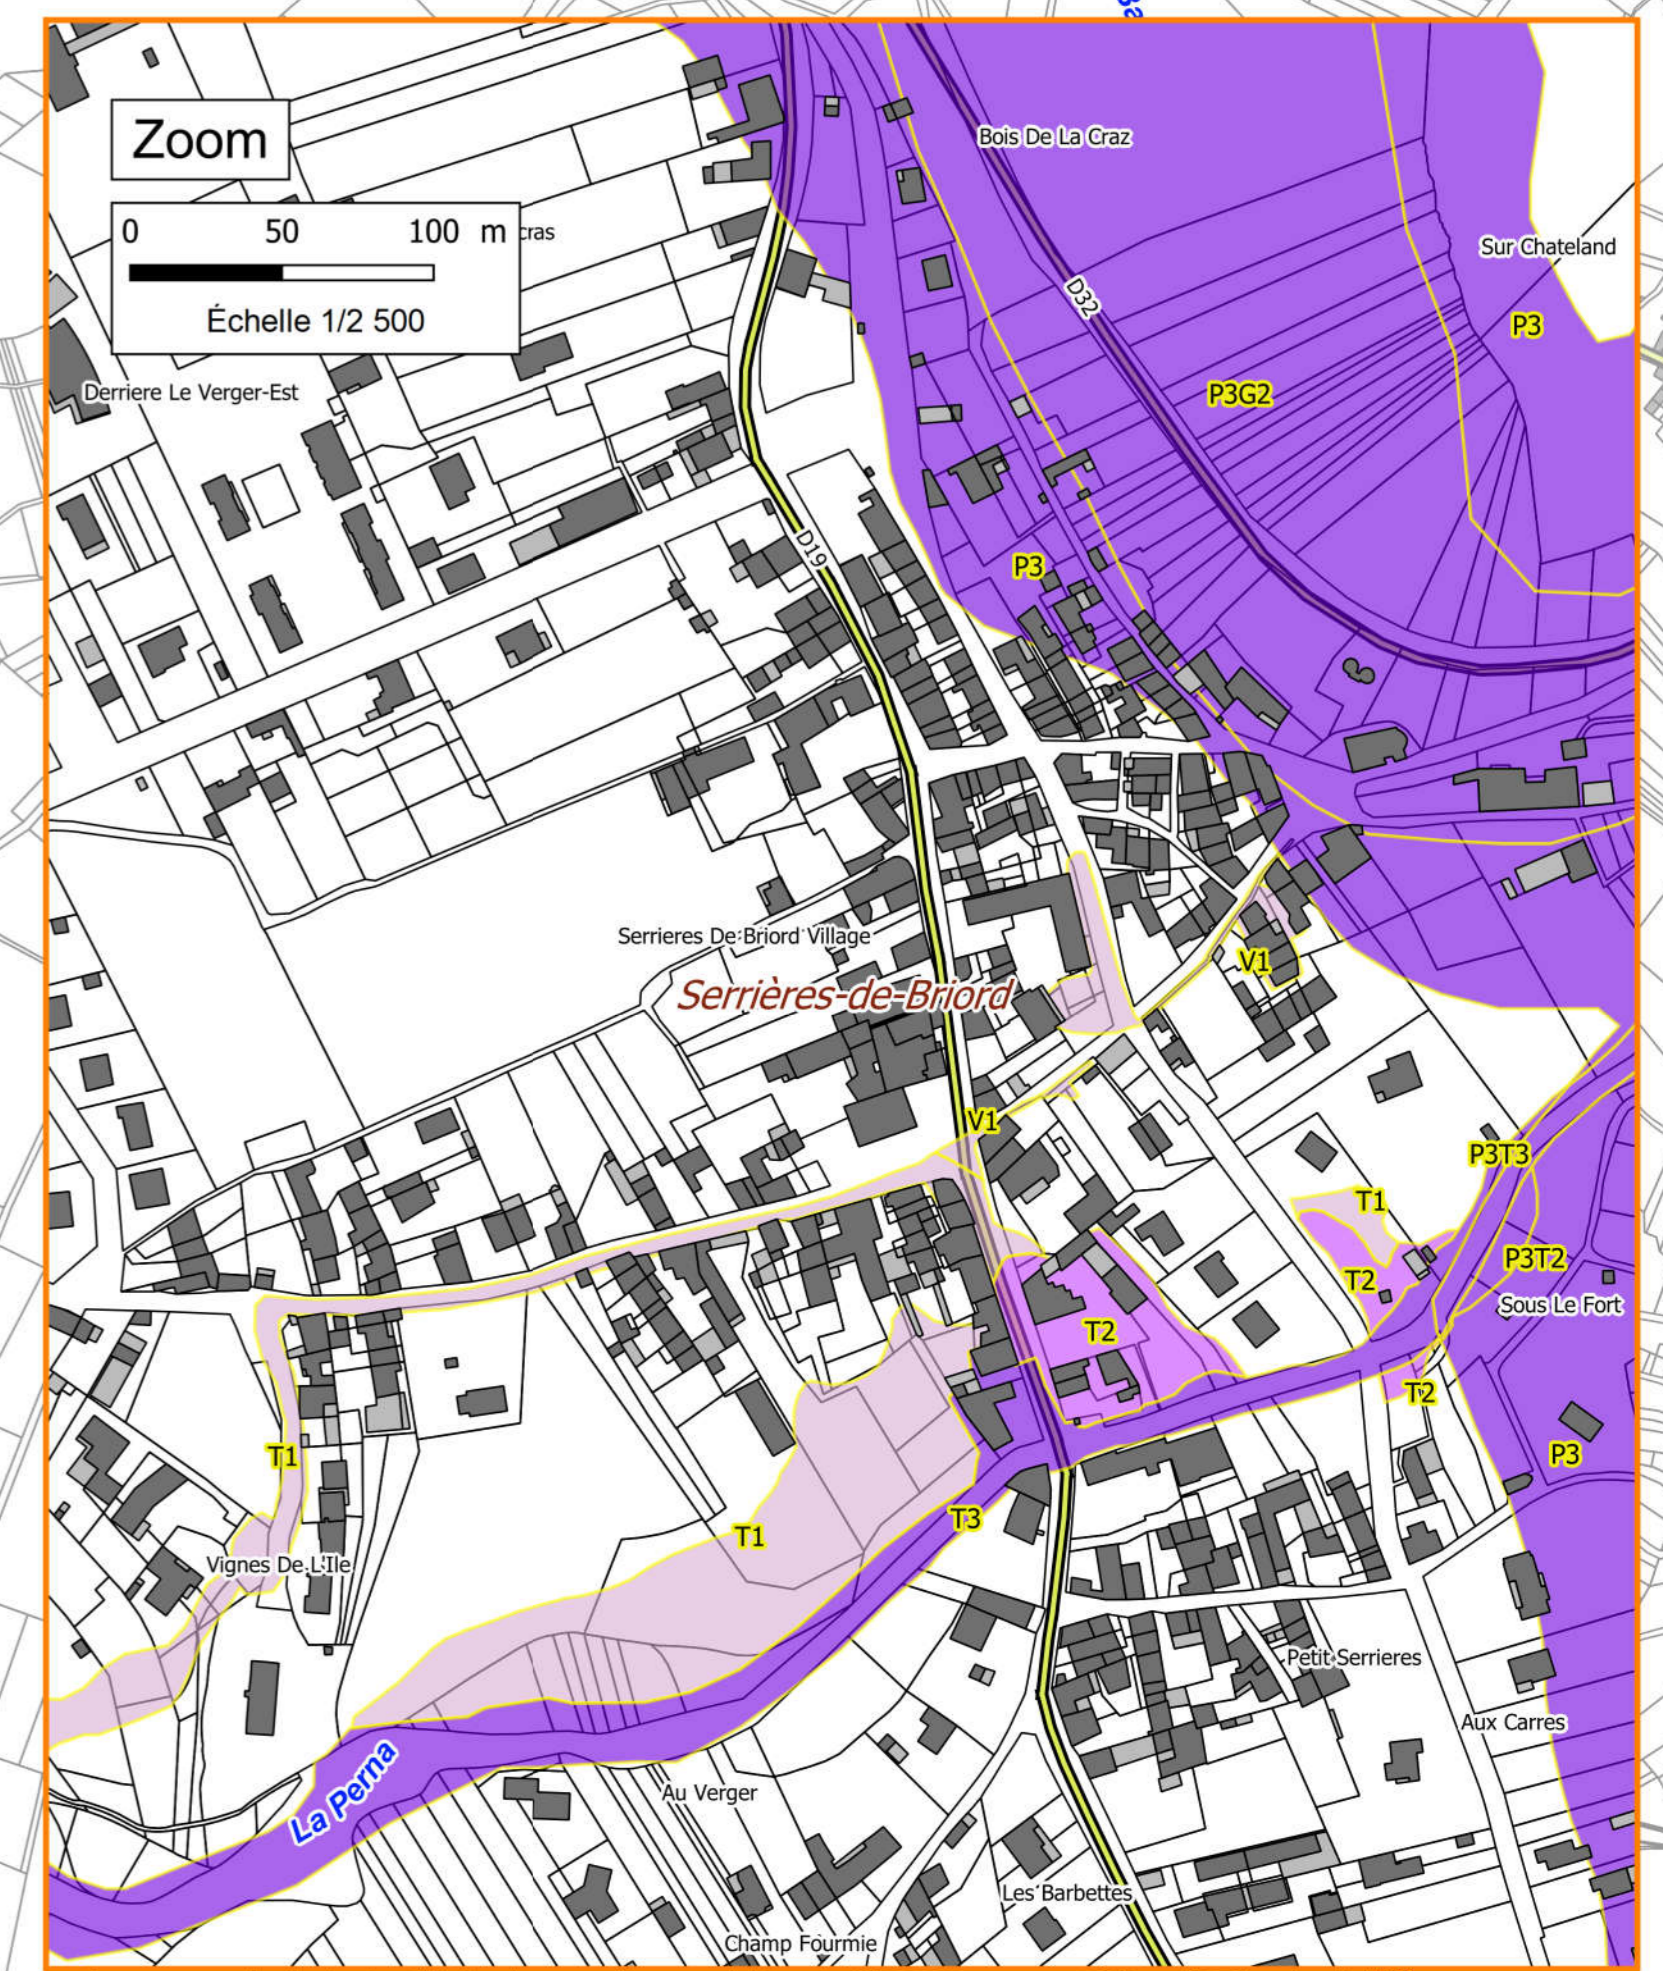 Ba
Zoom
Bois De La Craz
0 50 100 m
cras
Sur Chateland
Échelle 1/2 500
D32
P3
Derriere Le Verger-Est
P3G2
D19
P3
Serrieres De Briord Village
V1
Serrières-de-Briord
V1
P3T3
T1
P3T2
T2
Sous Le Fort
T2
T2
T1
P3
T3
T1
Vignes De L'Ile
Petit Serrieres
Aux Carres
La Perna
Au Verger
Les Barbettes
Champ Fourmie